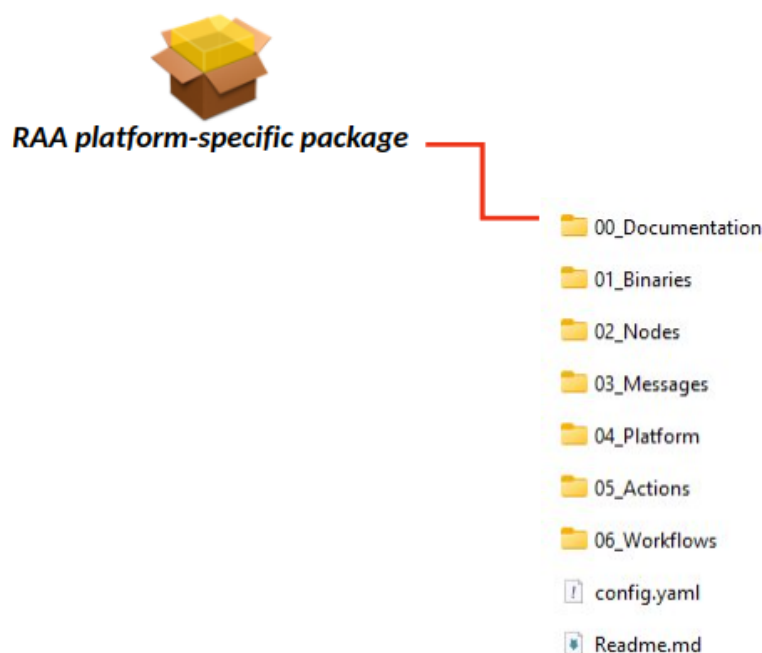 RAA platform-specific package
00_Documentation
01_Binaries
02_Nodes
03_Messages
04_Platform
05_Actions
06_Workflows
config.yaml
Readme.md